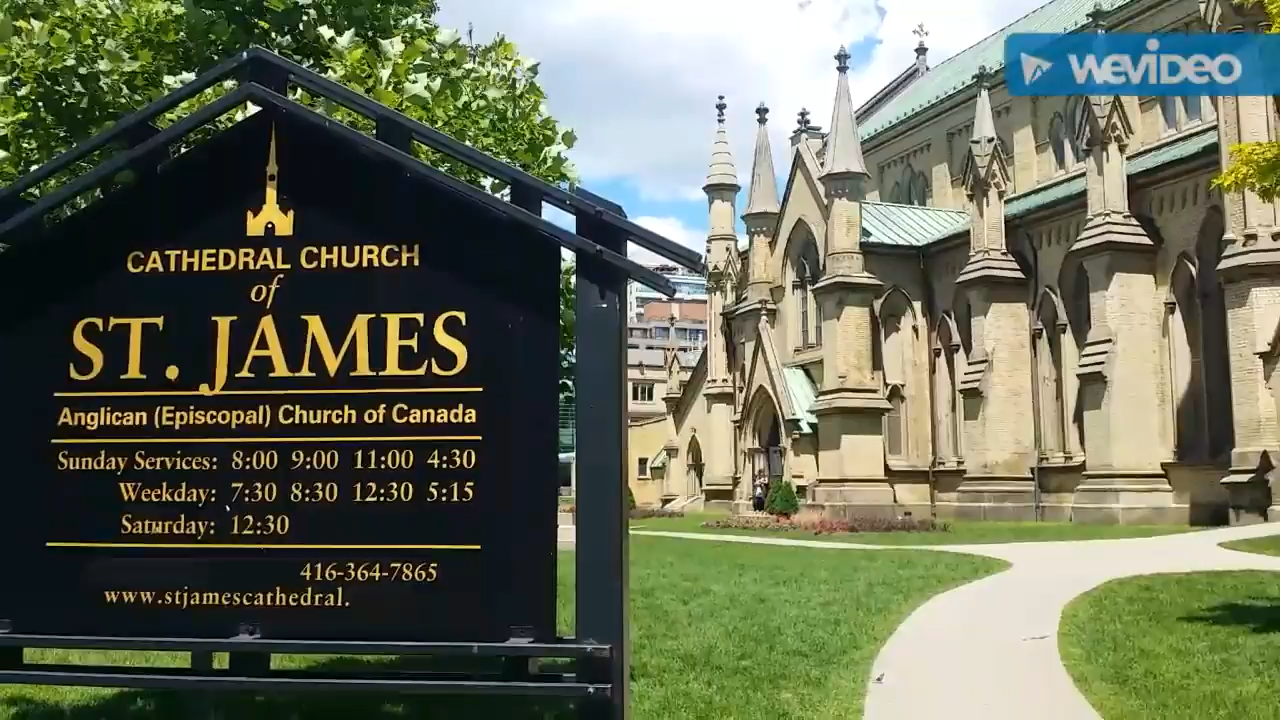 CATHEDRAL CHURCH
of
ST. JAMES
Anglican (Episcopal) Church of Canada
Sunday Services: 8:00 9:00 11:00 4:30
Weekday: 7:30 8:30 12:30 5:15
Saturday: 12:30
416-364-7865
www.stjamescathedral.
WEVIDEO